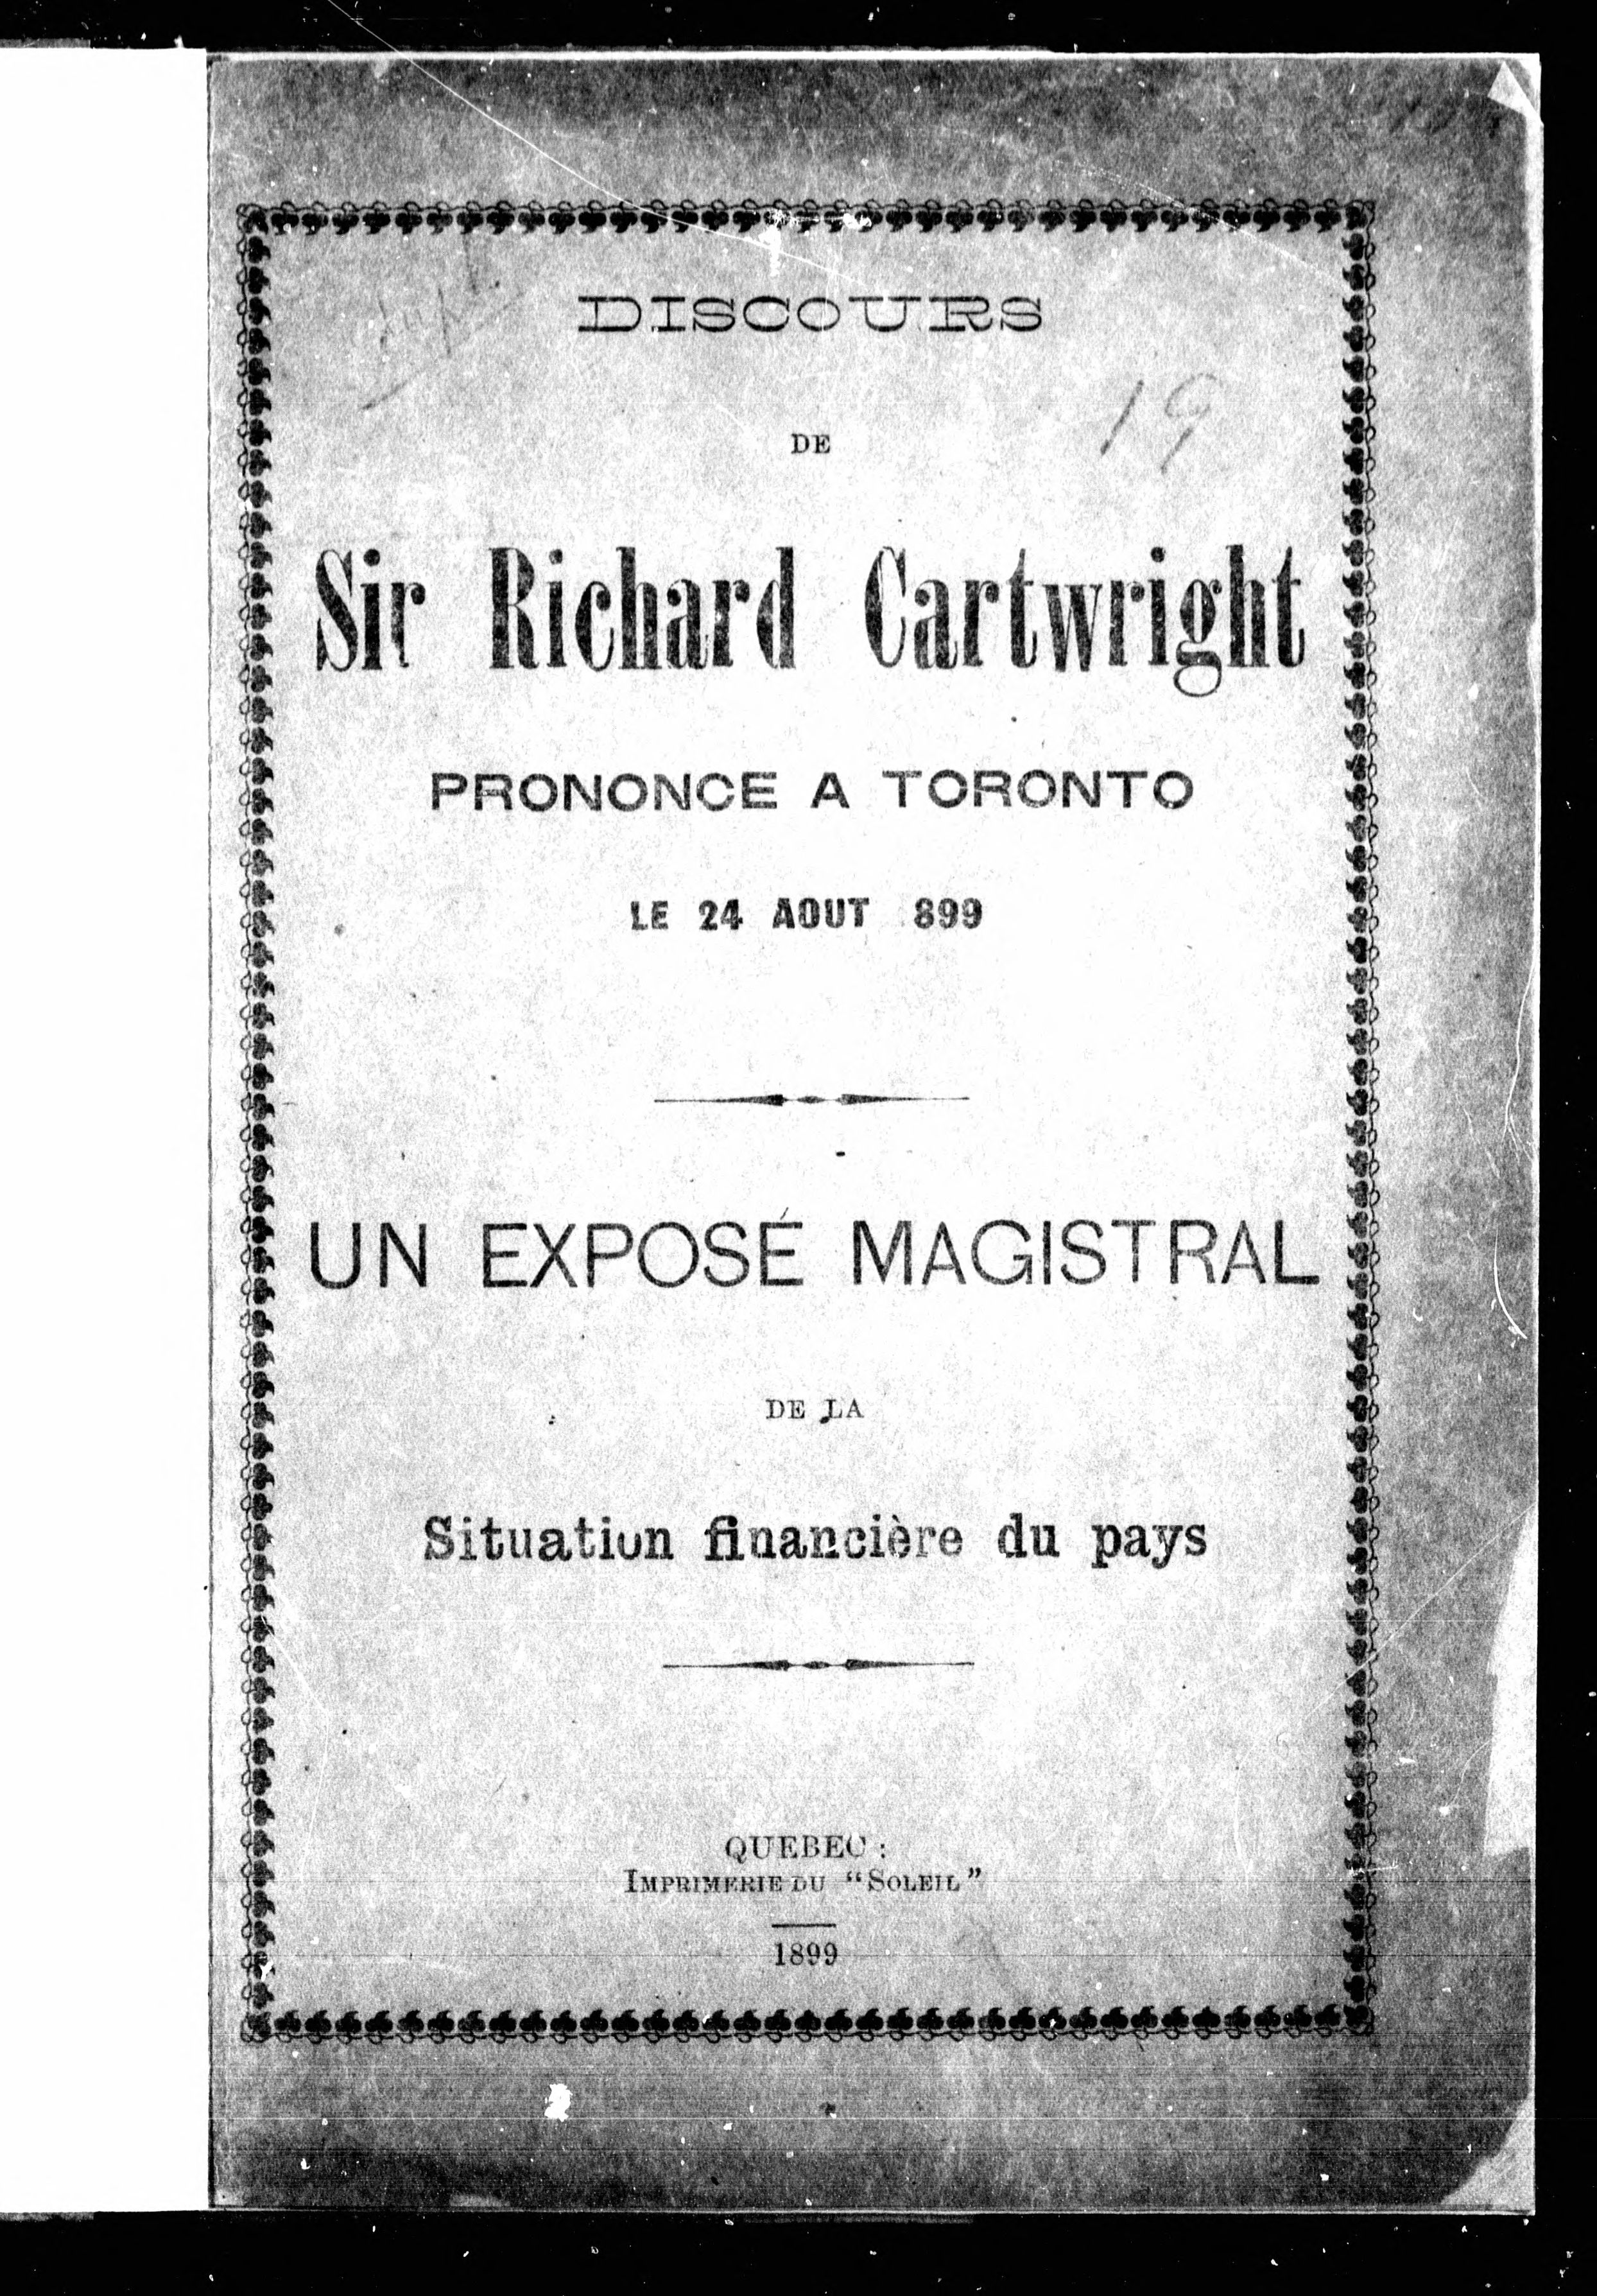 DISCOURS
19
DE
Sir Richard Cartwright
PRONONCE A TORONTO
LE 24 AOUT 899
UN EXPOSÉ MAGISTRAL
DE LA
Situation financière du pays
QUEBEC :
IMPRIMERIE DU “SOLEIL”
1899